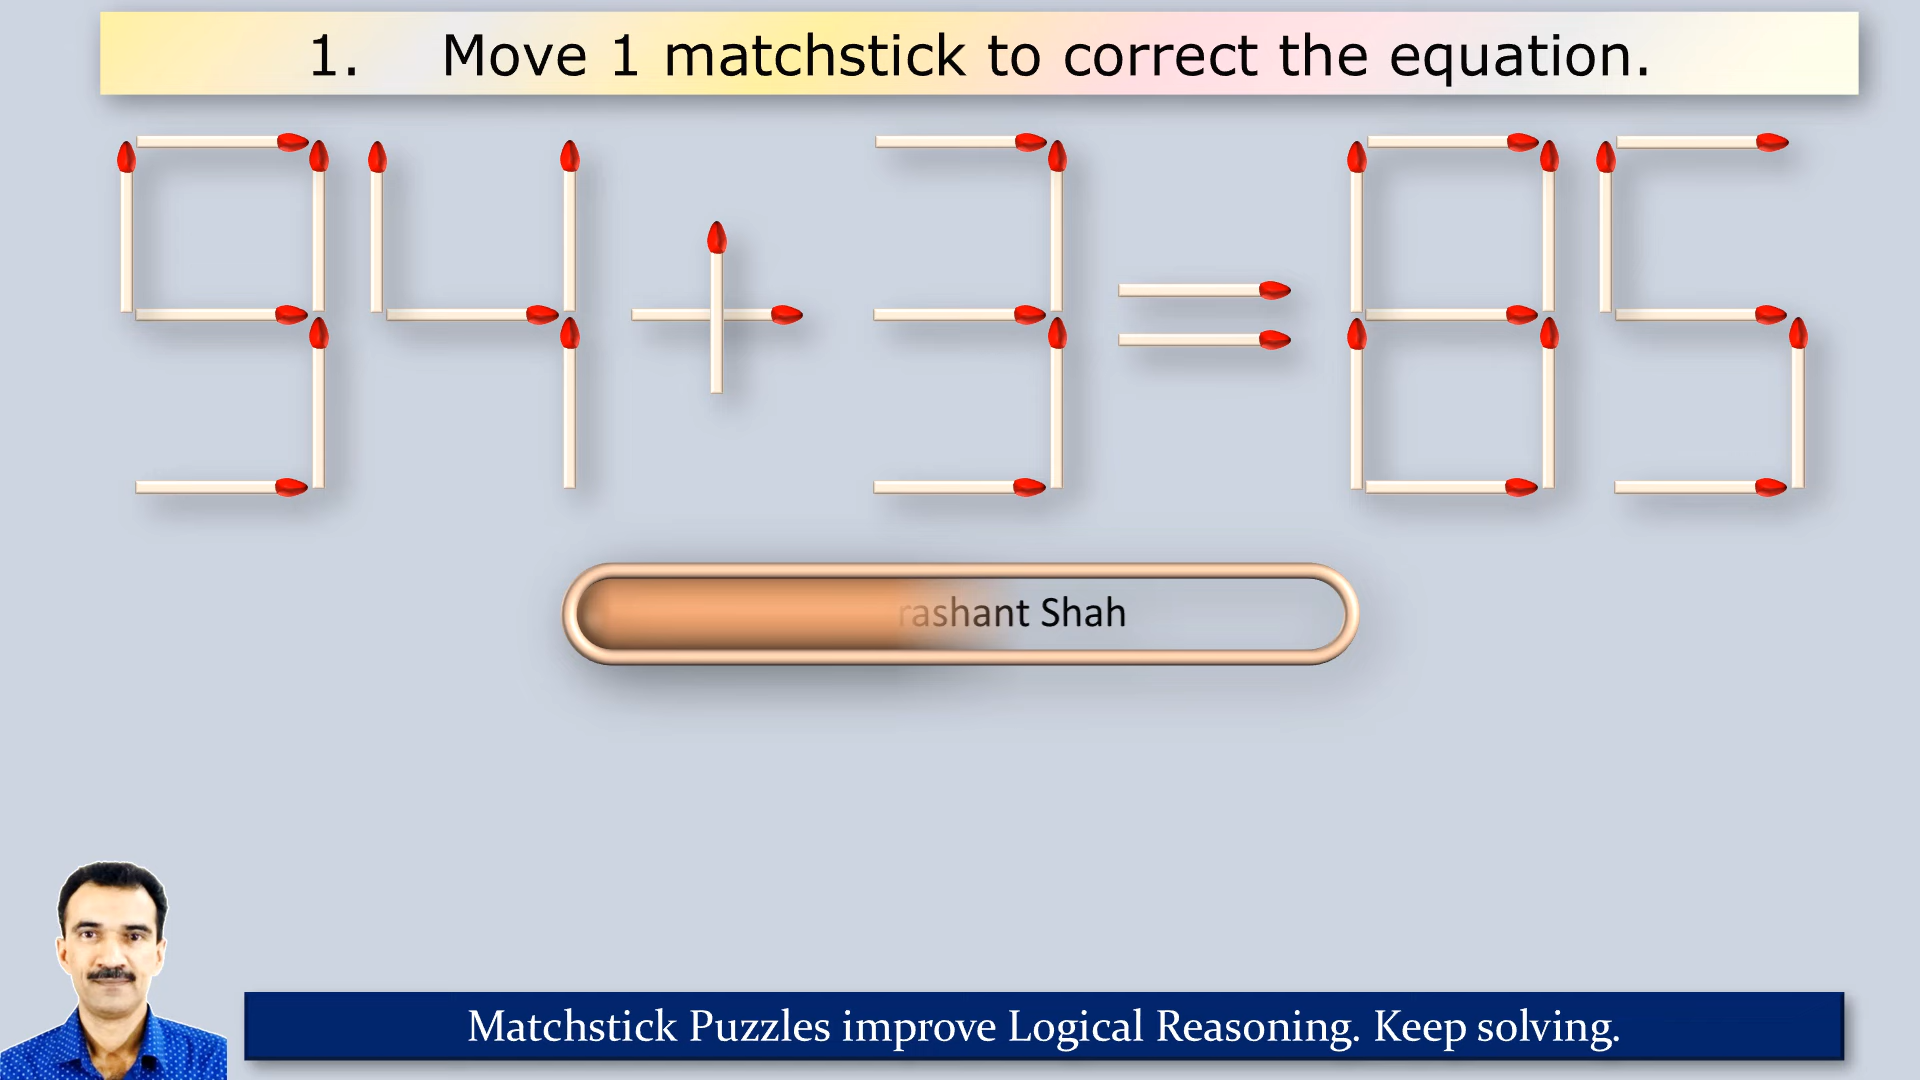 1. Move 1 matchstick to correct the equation.
94+3=85
rashant Shah
Matchstick Puzzles improve Logical Reasoning. Keep solving.